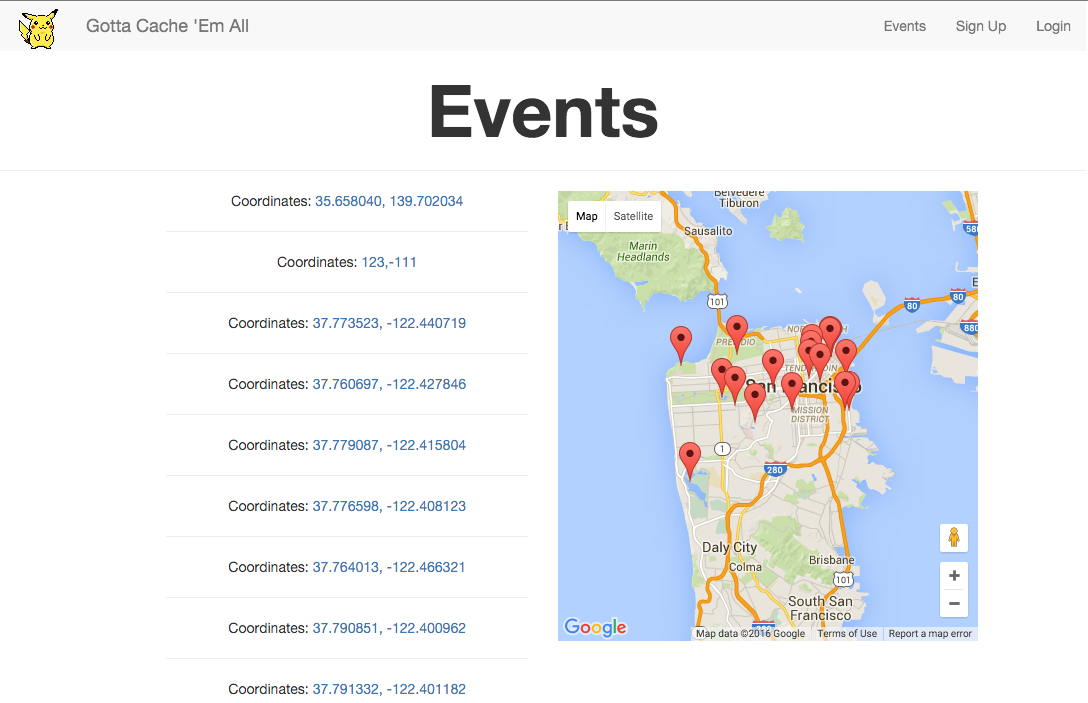 Gotta Cache 'Em All
Events
Sign Up
Login
Events
Coordinates: 35.658040, 139.702034
Coordinates: 123,-111
Coordinates: 37.773523, -122.440719
Coordinates: 37.760697, -122.427846
Coordinates: 37.779087, -122.415804
Coordinates: 37.776598, -122.408123
Coordinates: 37.764013, -122.466321
Coordinates: 37.790851, -122.400962
Coordinates: 37.791332, -122.401182
Map
Satellite
Belvedere
Tiburon
Sausalito
Marin
Headlands
580
101
80
80
880
PRESIDIO
San Francisco
MISSION
DISTRICT
1
280
Daly City
Colma
Brisbane
101
South San
Francisco
Google
Map data ©2016 Google
Terms of Use
Report a map error